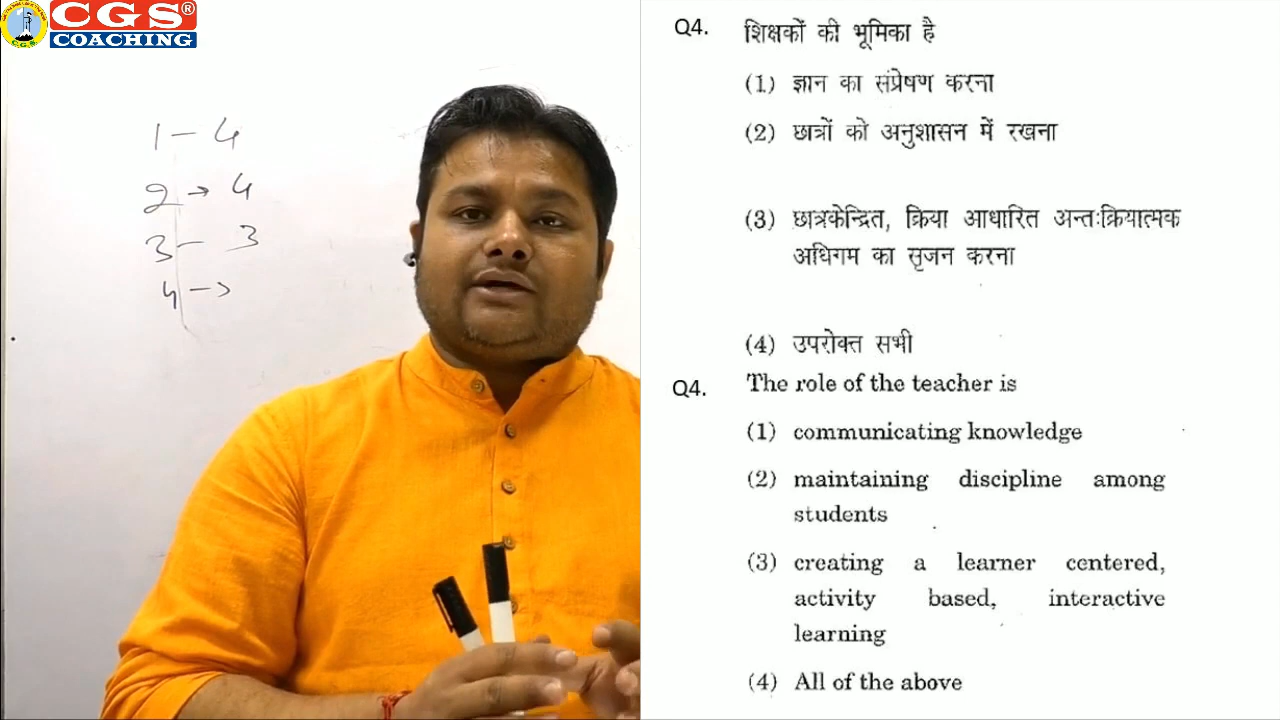 CGS®
COACHING
C.G.S.
1 – 4
2 → 4
3 – 3
4 →
Q4. शिक्षकों की भूमिका है
(1) ज्ञान का संप्रेषण करना
(2) छात्रों को अनुशासन में रखना
(3) छात्रकेन्द्रित, क्रिया आधारित अन्तःक्रियात्मक
अधिगम का सृजन करना
(4) उपरोक्त सभी
Q4. The role of the teacher is
(1) communicating knowledge
(2) maintaining discipline among
students
(3) creating a learner centered,
activity based, interactive
learning
(4) All of the above